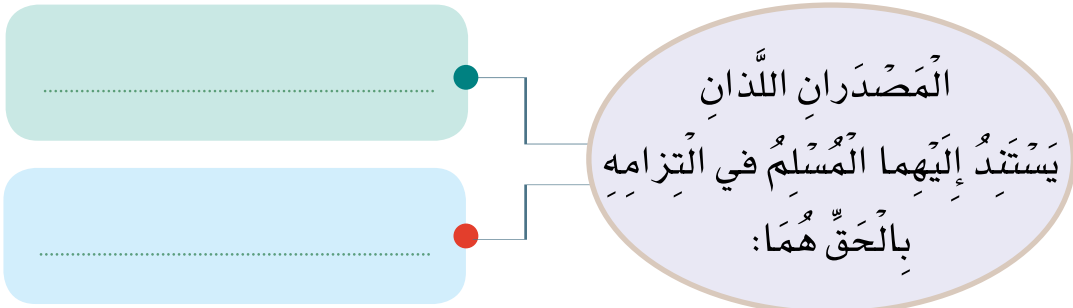 الْمَصْدَرانِ اللَّذانِ
يَسْتَنِدُ إِلَيْهِما الْمُسْلِمُ في الْتِزامِهِ
بِالْحَقِّ هُمَا: